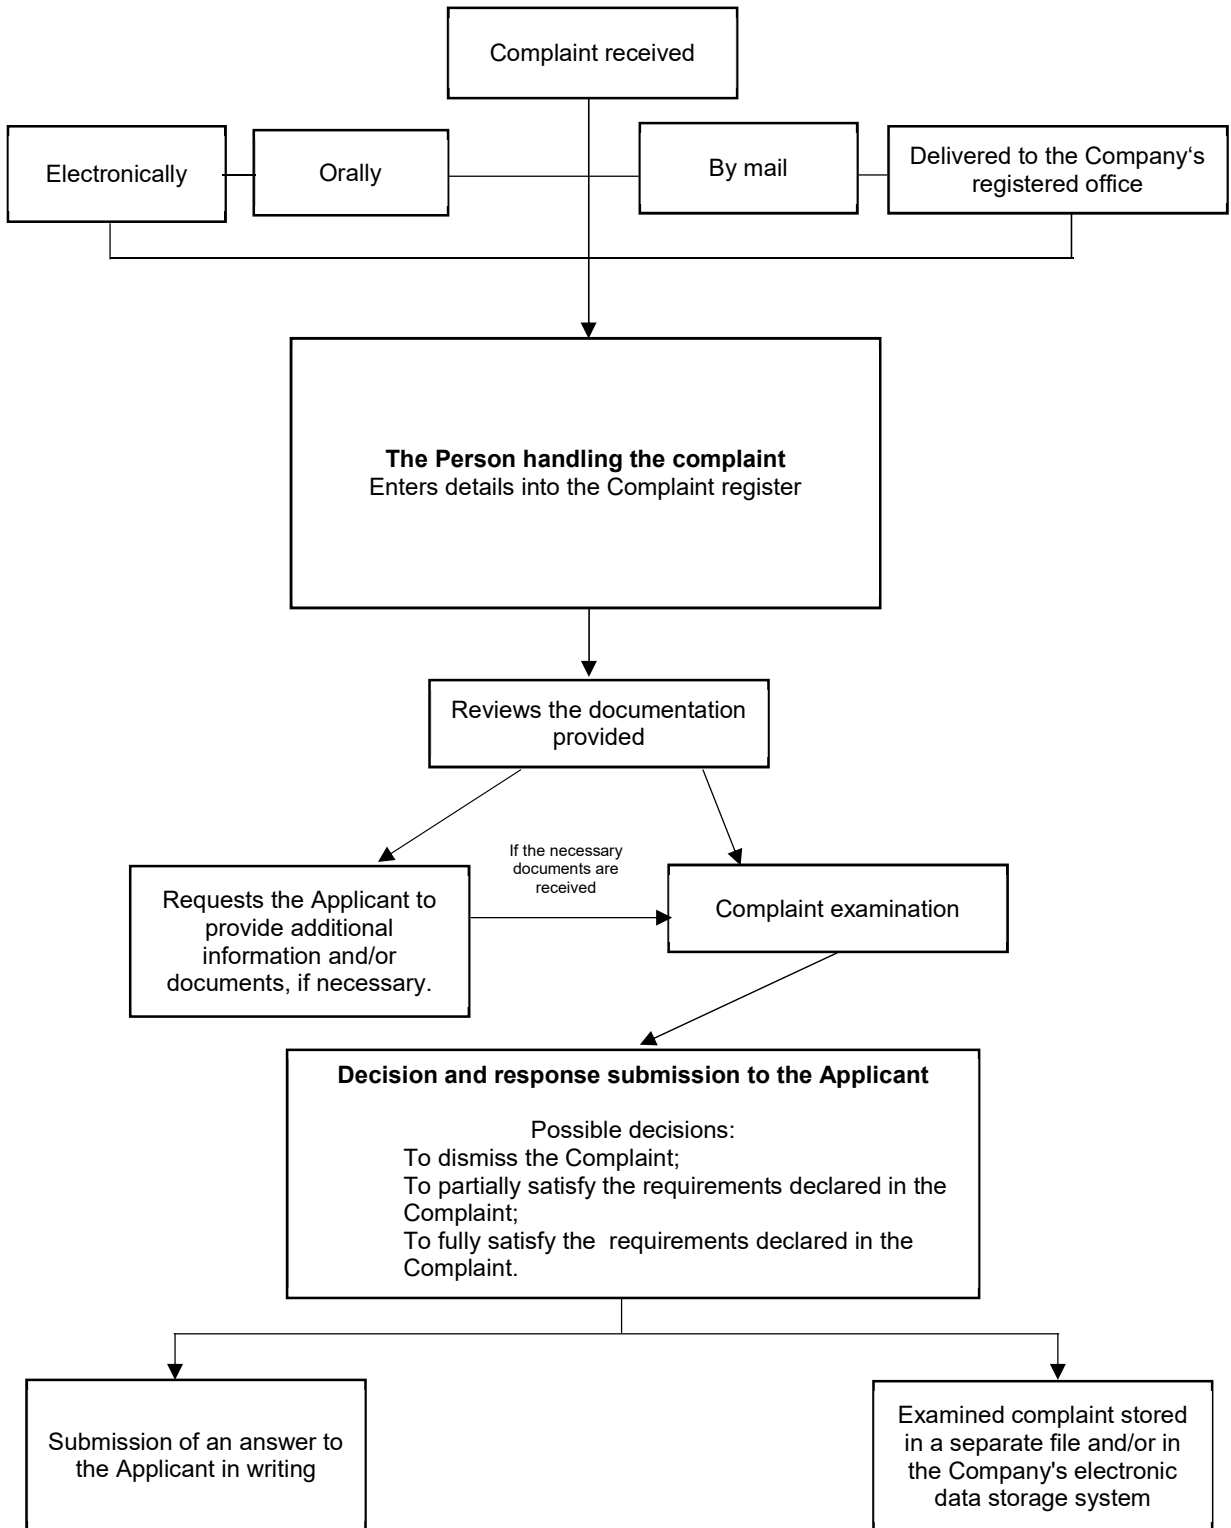 Complaint received
Electronically
Orally
By mail
Delivered to the Company‘s
registered office
The Person handling the complaint
Enters details into the Complaint register
Reviews the documentation
provided
If the necessary
documents are
received
Requests the Applicant to
provide additional
information and/or
documents, if necessary.
Complaint examination
Decision and response submission to the Applicant
Possible decisions:
To dismiss the Complaint;
To partially satisfy the requirements declared in the
Complaint;
To fully satisfy the  requirements declared in the
Complaint.
Submission of an answer to
the Applicant in writing
Examined complaint stored
in a separate file and/or in
the Company's electronic
data storage system